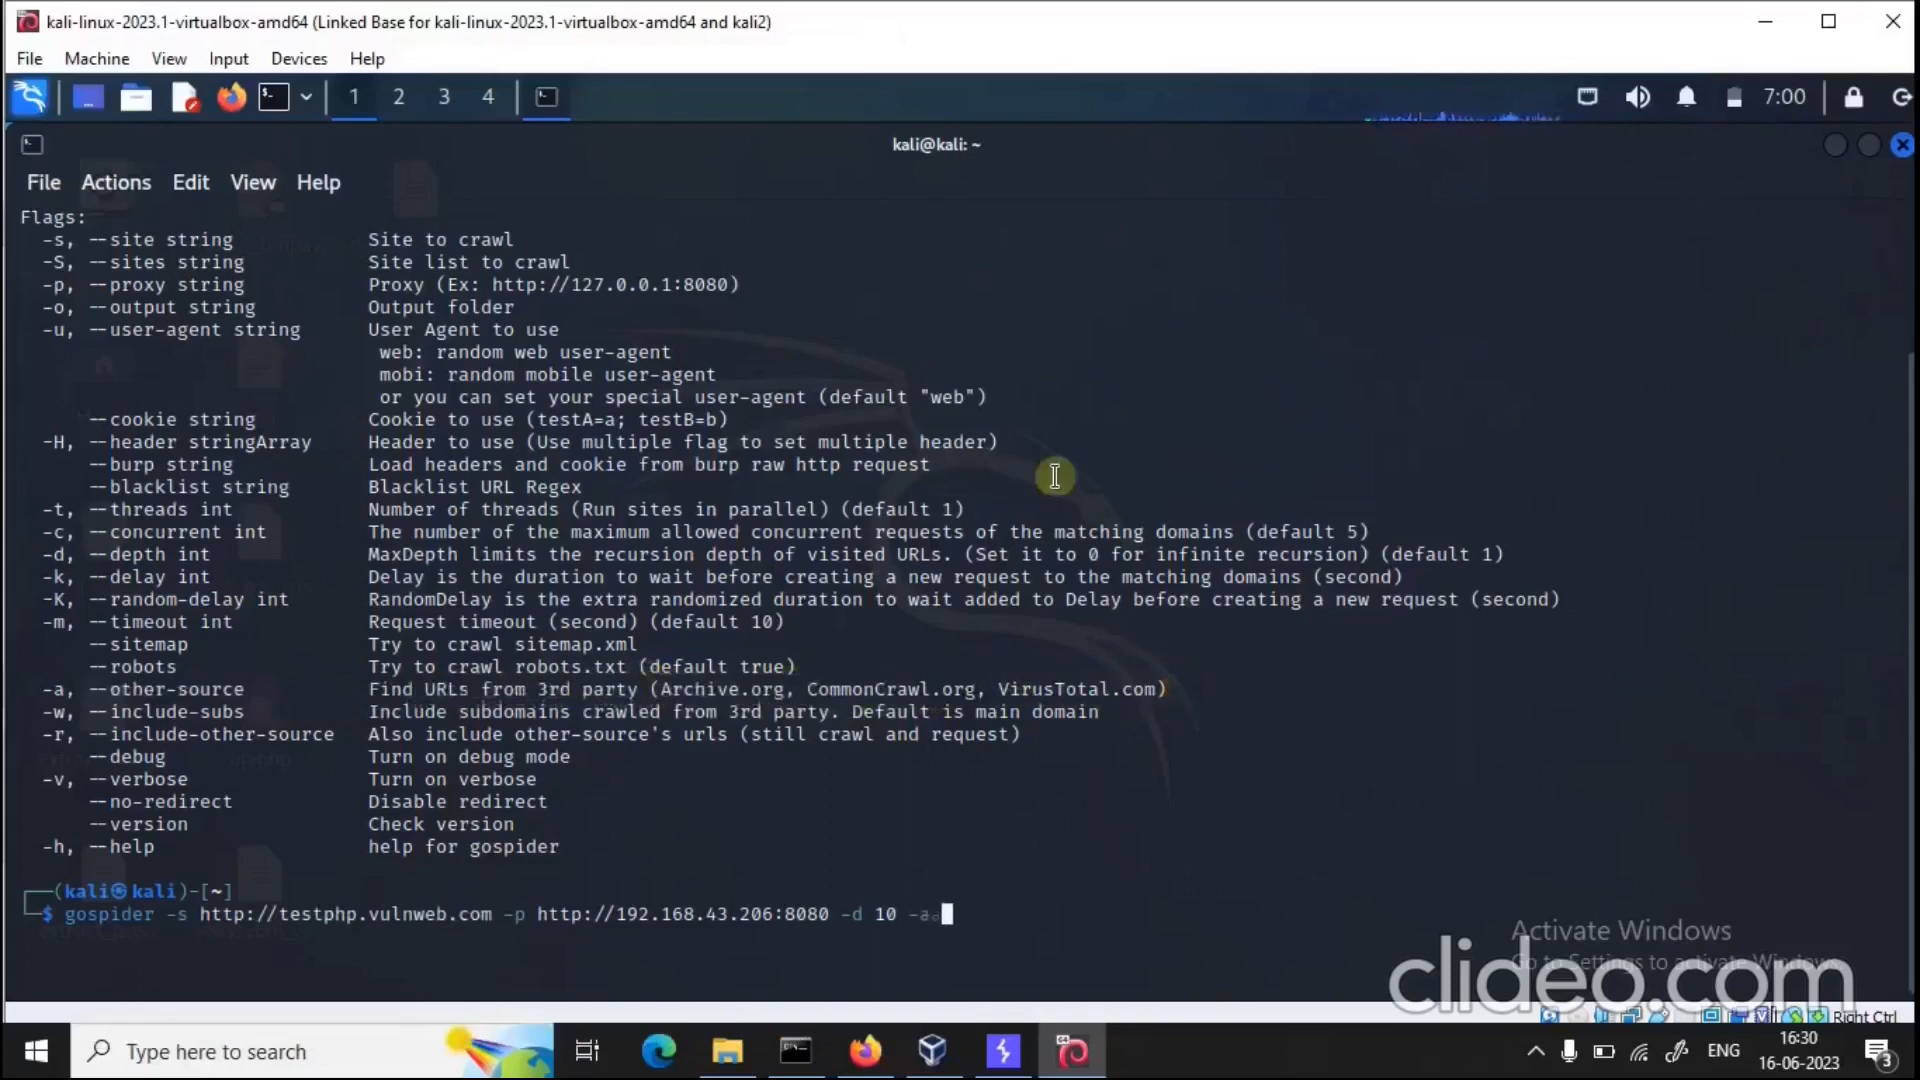 kali-linux-2023.1-virtualbox-amd64 (Linked Base for kali-linux-2023.1-virtualbox-amd64 and kali2)
File Machine View Input Devices Help
1 2 3 4 7:00
kali@kali: ~
File Actions Edit View Help
Flags:
-s, --site string Site to crawl
-S, --sites string Site list to crawl
-p, --proxy string Proxy (Ex: http://127.0.0.1:8080)
-o, --output string Output folder
-u, --user-agent string User Agent to use
web: random web user-agent
mobi: random mobile user-agent
or you can set your special user-agent (default "web")
--cookie string Cookie to use (testA=a; testB=b)
-H, --header stringArray Header to use (Use multiple flag to set multiple header)
--burp string Load headers and cookie from burp raw http request
--blacklist string Blacklist URL Regex
-t, --threads int Number of threads (Run sites in parallel) (default 1)
-c, --concurrent int The number of the maximum allowed concurrent requests of the matching domains (default 5)
-d, --depth int MaxDepth limits the recursion depth of visited URLs. (Set it to 0 for infinite recursion) (default 1)
-k, --delay int Delay is the duration to wait before creating a new request to the matching domains (second)
-K, --random-delay int RandomDelay is the extra randomized duration to wait added to Delay before creating a new request (second)
-m, --timeout int Request timeout (second) (default 10)
--sitemap Try to crawl sitemap.xml
--robots Try to crawl robots.txt (default true)
-a, --other-source Find URLs from 3rd party (Archive.org, CommonCrawl.org, VirusTotal.com)
-w, --include-subs Include subdomains crawled from 3rd party. Default is main domain
-r, --include-other-source Also include other-source's urls (still crawl and request)
--debug Turn on debug mode
-v, --verbose Turn on verbose
--no-redirect Disable redirect
--version Check version
-h, --help help for gospider
(kali㉿kali)-[~]
$ gospider -s http://testphp.vulnweb.com -p http://192.168.43.206:8080 -d 10
Activate Windows
Go to Settings to activate Windows.
clideo.com
Right Ctrl
Type here to search
ENG
16:30
16-06-2023
3